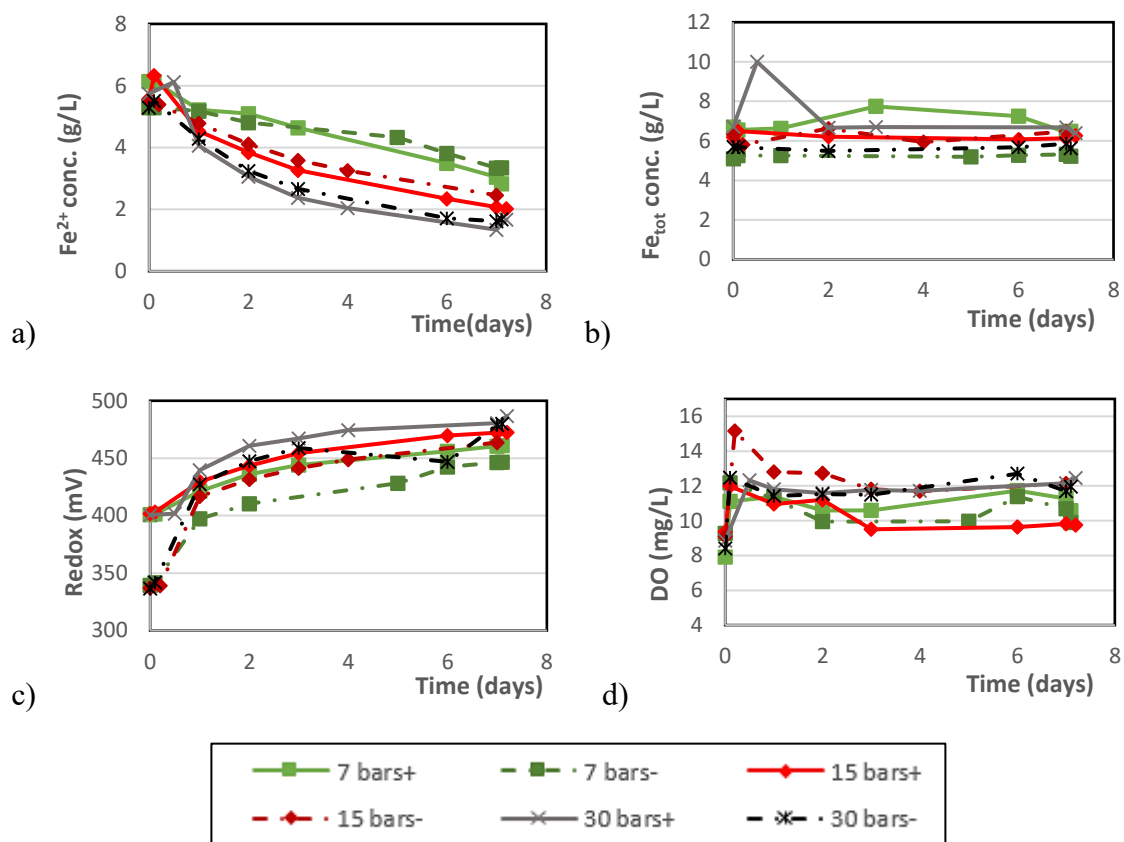 8
6
4
2
0
0 2 4 6 8
Fe²⁺ conc. (g/L)
Time(days)
a)
12
10
8
6
4
2
0
0 2 4 6 8
Fe_tot conc. (g/L)
Time (days)
b)
500
450
400
350
300
0 2 4 6 8
Redox (mV)
Time (days)
c)
16
14
12
10
8
6
4
0 2 4 6 8
DO (mg/L)
Time (days)
d)
7 bars+ 7 bars- 15 bars+
15 bars- 30 bars+ 30 bars-